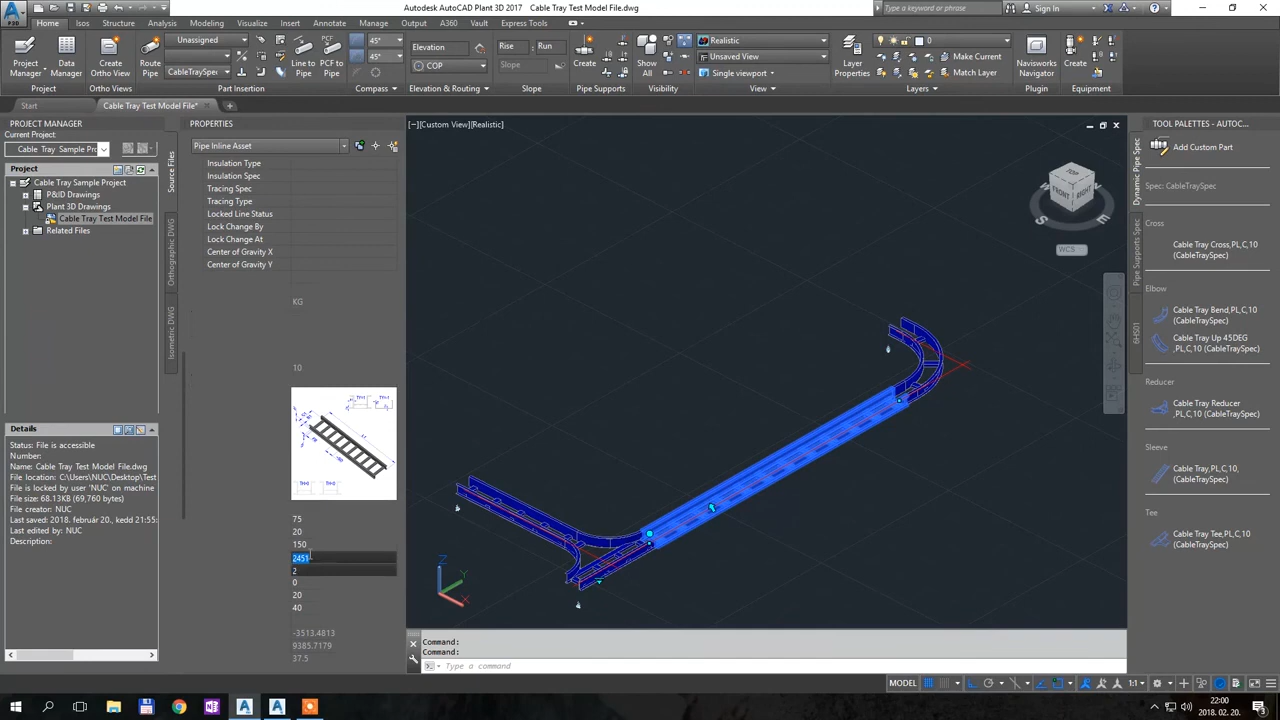 Autodesk AutoCAD Plant 3D 2017 Cable Tray Test Model File.dwg
Type a keyword or phrase
Sign In
Home Isos Structure Analysis Modeling Visualize Insert Annotate Manage Output A360 Vault Express Tools
Project Manager
Data Manager
Project
Create Ortho View
Ortho Views
Route Pipe
Unassigned
CableTraySpec
Line to Pipe
PCF to Pipe
Part Insertion
45°
45°
Compass
Elevation
COP
Elevation & Routing
Rise
Run
Slope
Slope
Create
Pipe Supports
Show All
Visibility
Realistic
Unsaved View
Single viewport
View
Layer Properties
0
Make Current
Match Layer
Layers
Navisworks Navigator
Plugin
Create
Equipment
Start
Cable Tray Test Model File*
PROJECT MANAGER
Current Project:
Cable Tray Sample Prc
Project
Cable Tray Sample Project
P&ID Drawings
Plant 3D Drawings
Cable Tray Test Model File
Related Files
Source Files
Orthographic DWG
Isometric DWG
Details
Status: File is accessible
Number:
Name: Cable Tray Test Model File.dwg
File location: C:\Users\NUC\Desktop\Test
File is locked by user 'NUC' on machine
File size: 68.13KB (69,760 bytes)
File creator: NUC
Last saved: 2018. február 20., kedd 21:55:
Last edited by: NUC
Description:
PROPERTIES
Pipe Inline Asset
Insulation Type
Insulation Spec
Tracing Spec
Tracing Type
Locked Line Status
Lock Change By
Lock Change At
Center of Gravity X
Center of Gravity Y
KG
10
75
20
150
2451
2
0
20
40
-3513.4813
9385.7179
37.5
[−][Custom View][Realistic]
TOP
FRONT
RIGHT
S
E
WCS
Z
Y
X
Command:
Command:
Type a command
MODEL
1:1
TOOL PALETTES - AUTOC...
Dynamic Pipe Spec
Pipe Supports Spec
Add Custom Part
Spec: CableTraySpec
Cross
Cable Tray Cross,PL,C,10
(CableTraySpec)
Elbow
Cable Tray Bend,PL,C,10
(CableTraySpec)
Cable Tray Up 45DEG
,PL,C,10 (CableTraySpec)
Reducer
Cable Tray Reducer
,PL,C,10 (CableTraySpec)
Sleeve
Cable Tray,PL,C,10,
(CableTraySpec)
Tee
Cable Tray Tee,PL,C,10
(CableTraySpec)
22:00
2018. 02. 20.